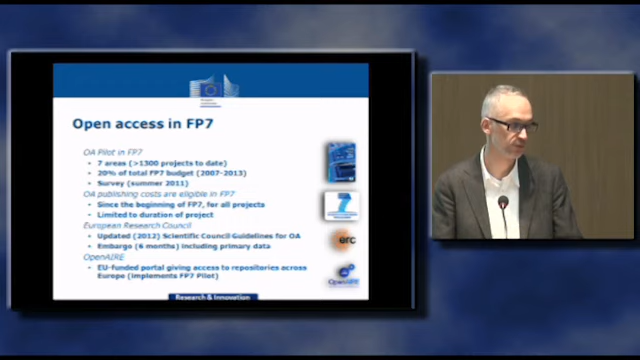 Open access in FP7
OA Pilot in FP7
• 7 areas (>1300 projects to date)
• 20% of total FP7 budget (2007-2013)
• Survey (summer 2011)
OA publishing costs are eligible in FP7
• Since the beginning of FP7, for all projects
• Limited to duration of project
European Research Council
• Updated (2012) Scientific Council Guidelines for OA
• Embargo (6 months) including primary data
OpenAIRE
• EU-funded portal giving access to repositories across
Europe (implements FP7 Pilot)
7
erc
OpenAIRE
Research & Innovation